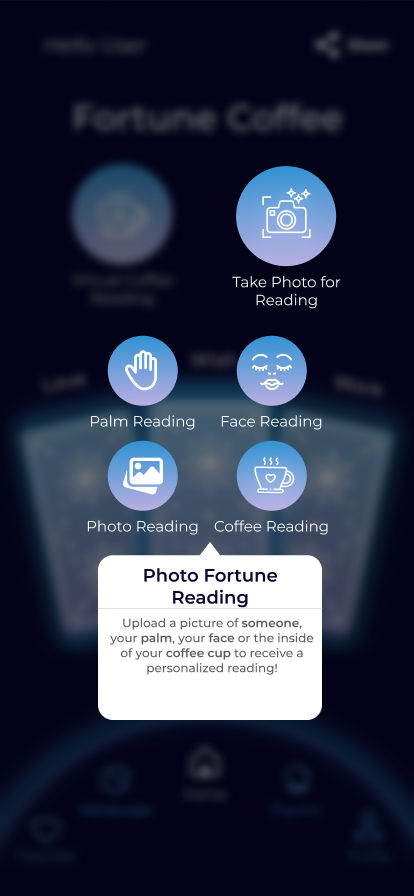 Hello User
Share
Fortune Coffee
Virtual Coffee
Reading
Take Photo for
Reading
Love
Work
Palm Reading
Face Reading
Photo Reading
Coffee Reading
Photo Fortune
Reading
Upload a picture of someone,
your palm, your face or the inside
of your coffee cup to receive a
personalized reading!
Home